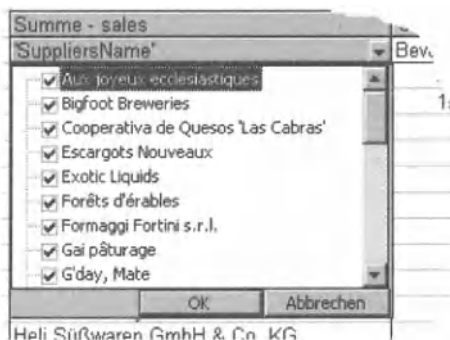 Summe - sales
'SuppliersName'
Aux joyeux ecclésiastiques
Bigfoot Breweries
Cooperativa de Quesos 'Las Cabras'
Escargots Nouveaux
Exotic Liquids
Forêts d'érables
Formaggi Fortini s.r.l.
Gai pâturage
G'day, Mate
OK Abbrechen
Heli Süßwaren GmbH & Co. KG